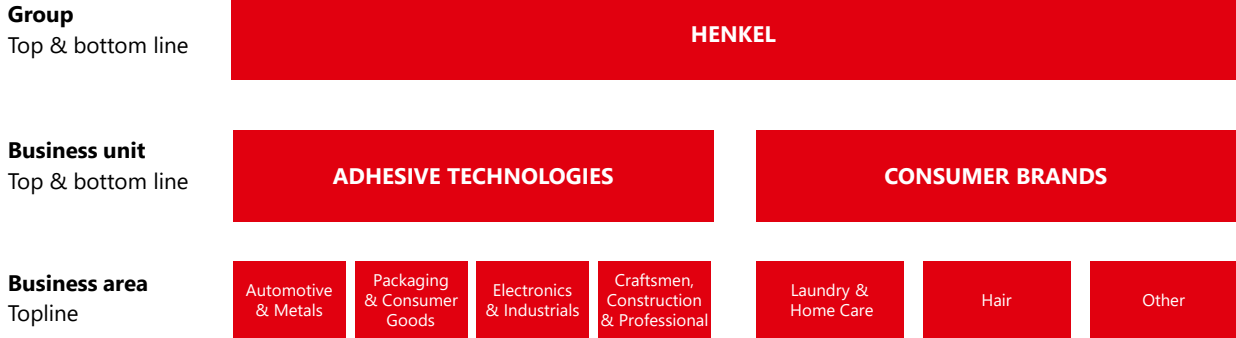 Group
Top & bottom line
HENKEL
Business unit
Top & bottom line
ADHESIVE TECHNOLOGIES
CONSUMER BRANDS
Business area
Topline
Automotive
& Metals
Packaging
& Consumer
Goods
Electronics
& Industrials
Craftsmen,
Construction
& Professional
Laundry &
Home Care
Hair
Other